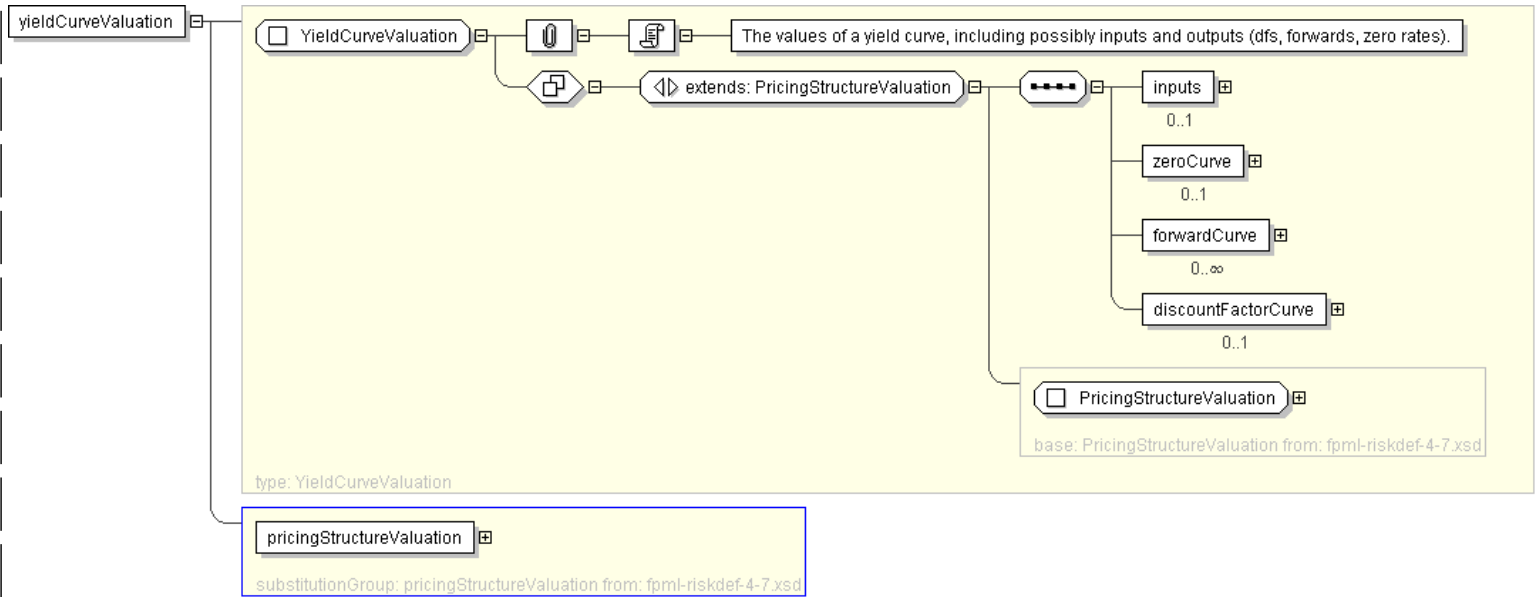 yieldCurveValuation
YieldCurveValuation
The values of a yield curve, including possibly inputs and outputs (dfs, forwards, zero rates).
extends: PricingStructureValuation
inputs
0..1
zeroCurve
0..1
forwardCurve
0..∞
discountFactorCurve
0..1
PricingStructureValuation
base: PricingStructureValuation from: fpml-riskdef-4-7.xsd
type: YieldCurveValuation
pricingStructureValuation
substitutionGroup: pricingStructureValuation from: fpml-riskdef-4-7.xsd